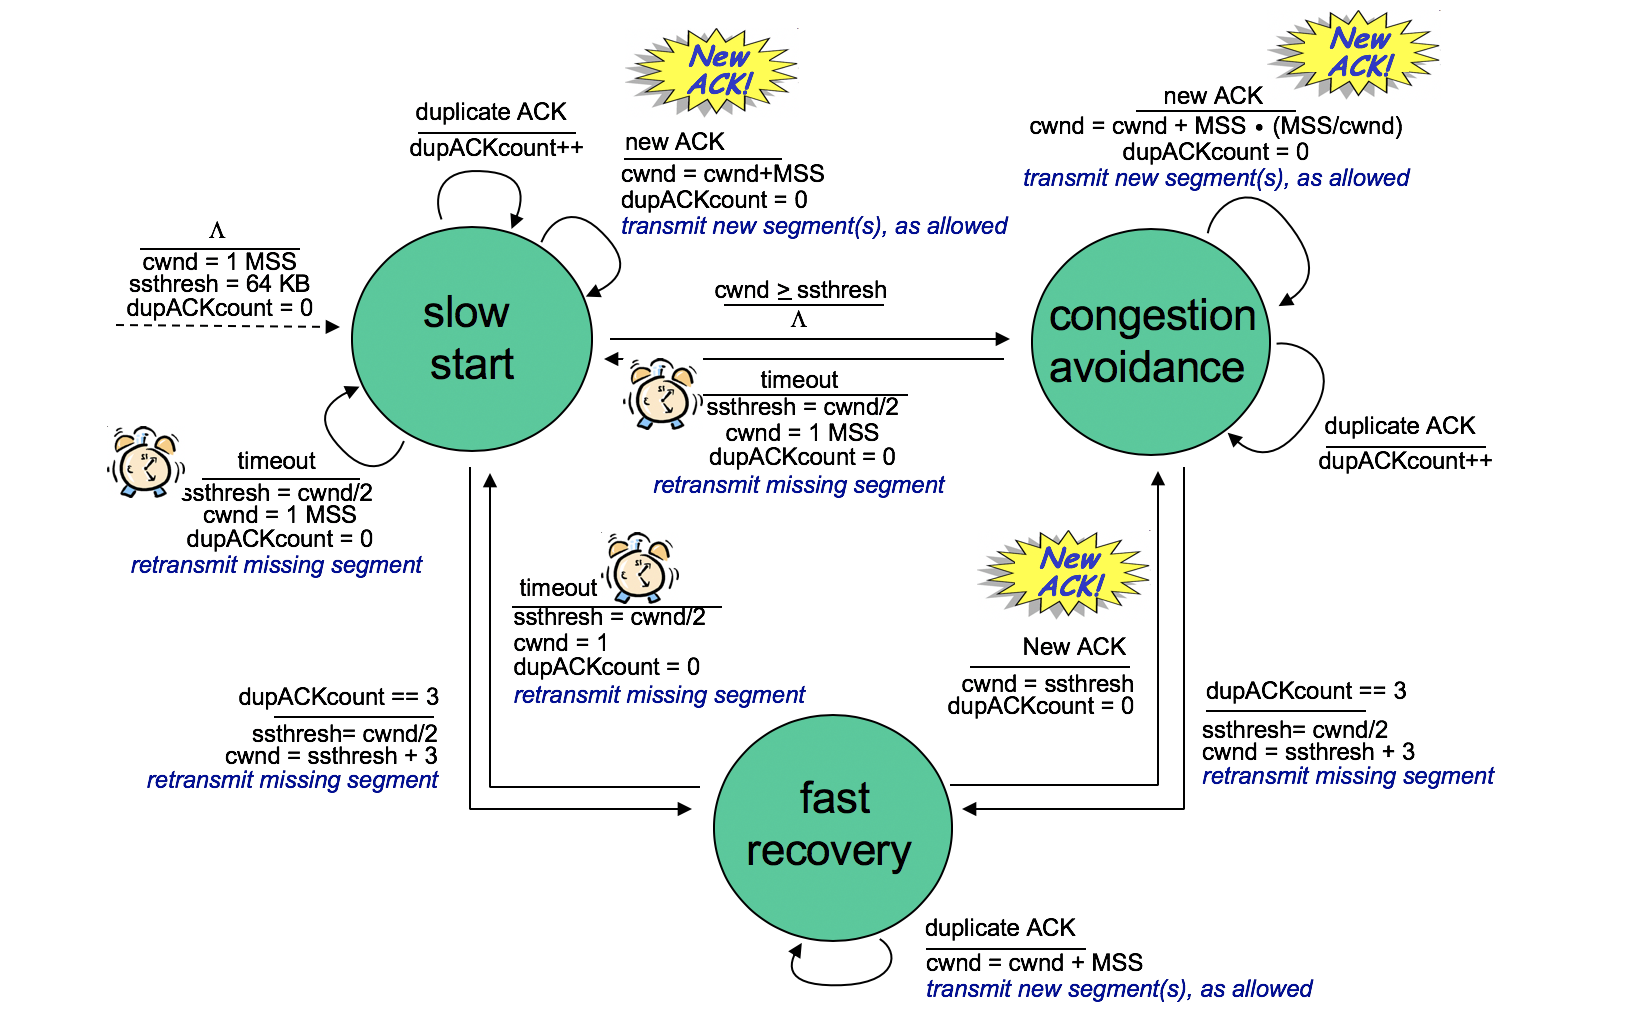 New
ACK!
duplicate ACK
dupACKcount++
new ACK
cwnd = cwnd+MSS
dupACKcount = 0
transmit new segment(s), as allowed
New
ACK!
new ACK
cwnd = cwnd + MSS • (MSS/cwnd)
dupACKcount = 0
transmit new segment(s), as allowed
Λ
cwnd = 1 MSS
ssthresh = 64 KB
dupACKcount = 0
slow
start
cwnd ≥ ssthresh
Λ
congestion
avoidance
timeout
ssthresh = cwnd/2
cwnd = 1 MSS
dupACKcount = 0
retransmit missing segment
timeout
ssthresh = cwnd/2
cwnd = 1 MSS
dupACKcount = 0
retransmit missing segment
duplicate ACK
dupACKcount++
timeout
ssthresh = cwnd/2
cwnd = 1
dupACKcount = 0
retransmit missing segment
New
ACK!
New ACK
cwnd = ssthresh
dupACKcount = 0
dupACKcount == 3
ssthresh= cwnd/2
cwnd = ssthresh + 3
retransmit missing segment
dupACKcount == 3
ssthresh= cwnd/2
cwnd = ssthresh + 3
retransmit missing segment
fast
recovery
duplicate ACK
cwnd = cwnd + MSS
transmit new segment(s), as allowed